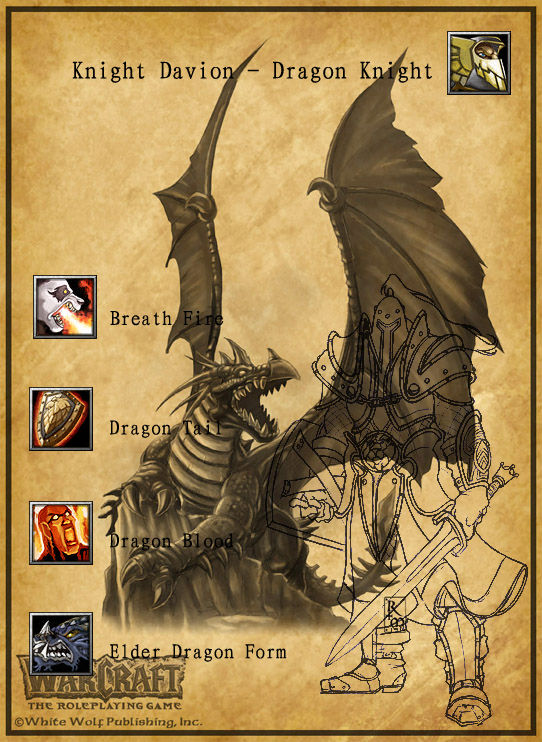 Knight Davion - Dragon Knight
Breath Fire
Dragon Tail
Dragon Blood
Elder Dragon Form
WARCRAFT
THE ROLEPLAYING GAME
©White Wolf Publishing, Inc.